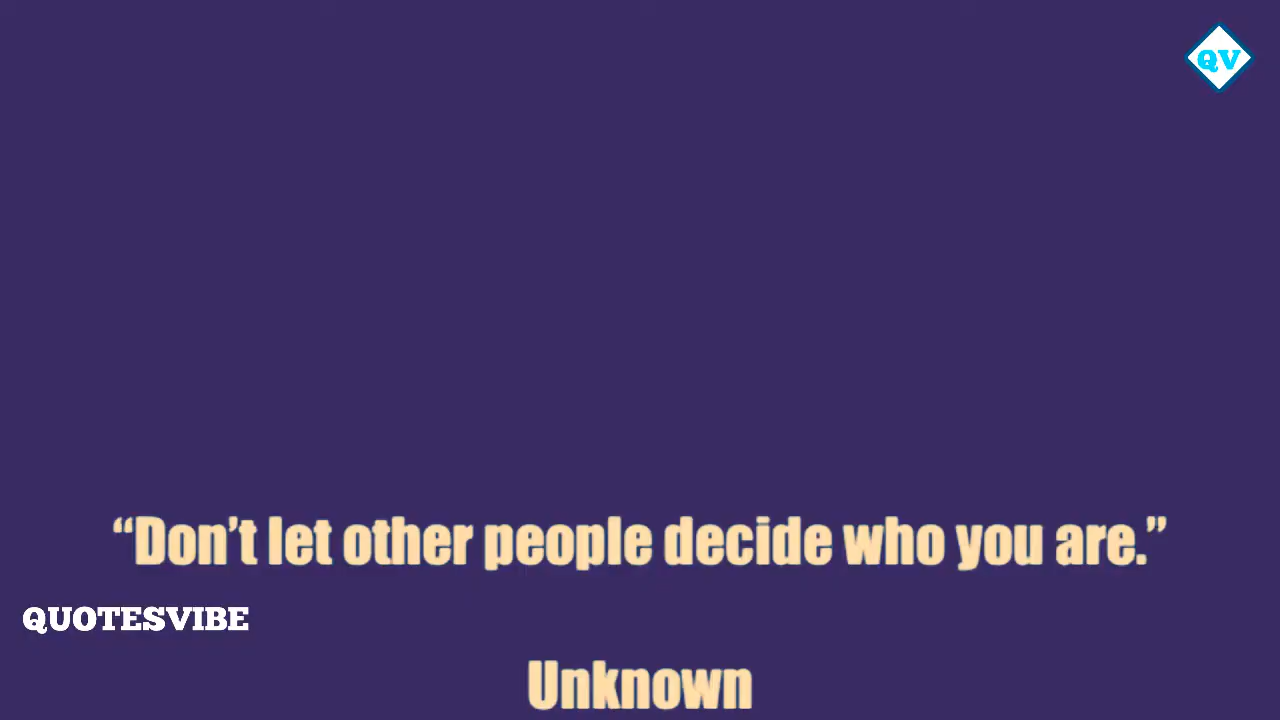 QV
“Don’t let other people decide who you are.”
QUOTESVIBE
Unknown